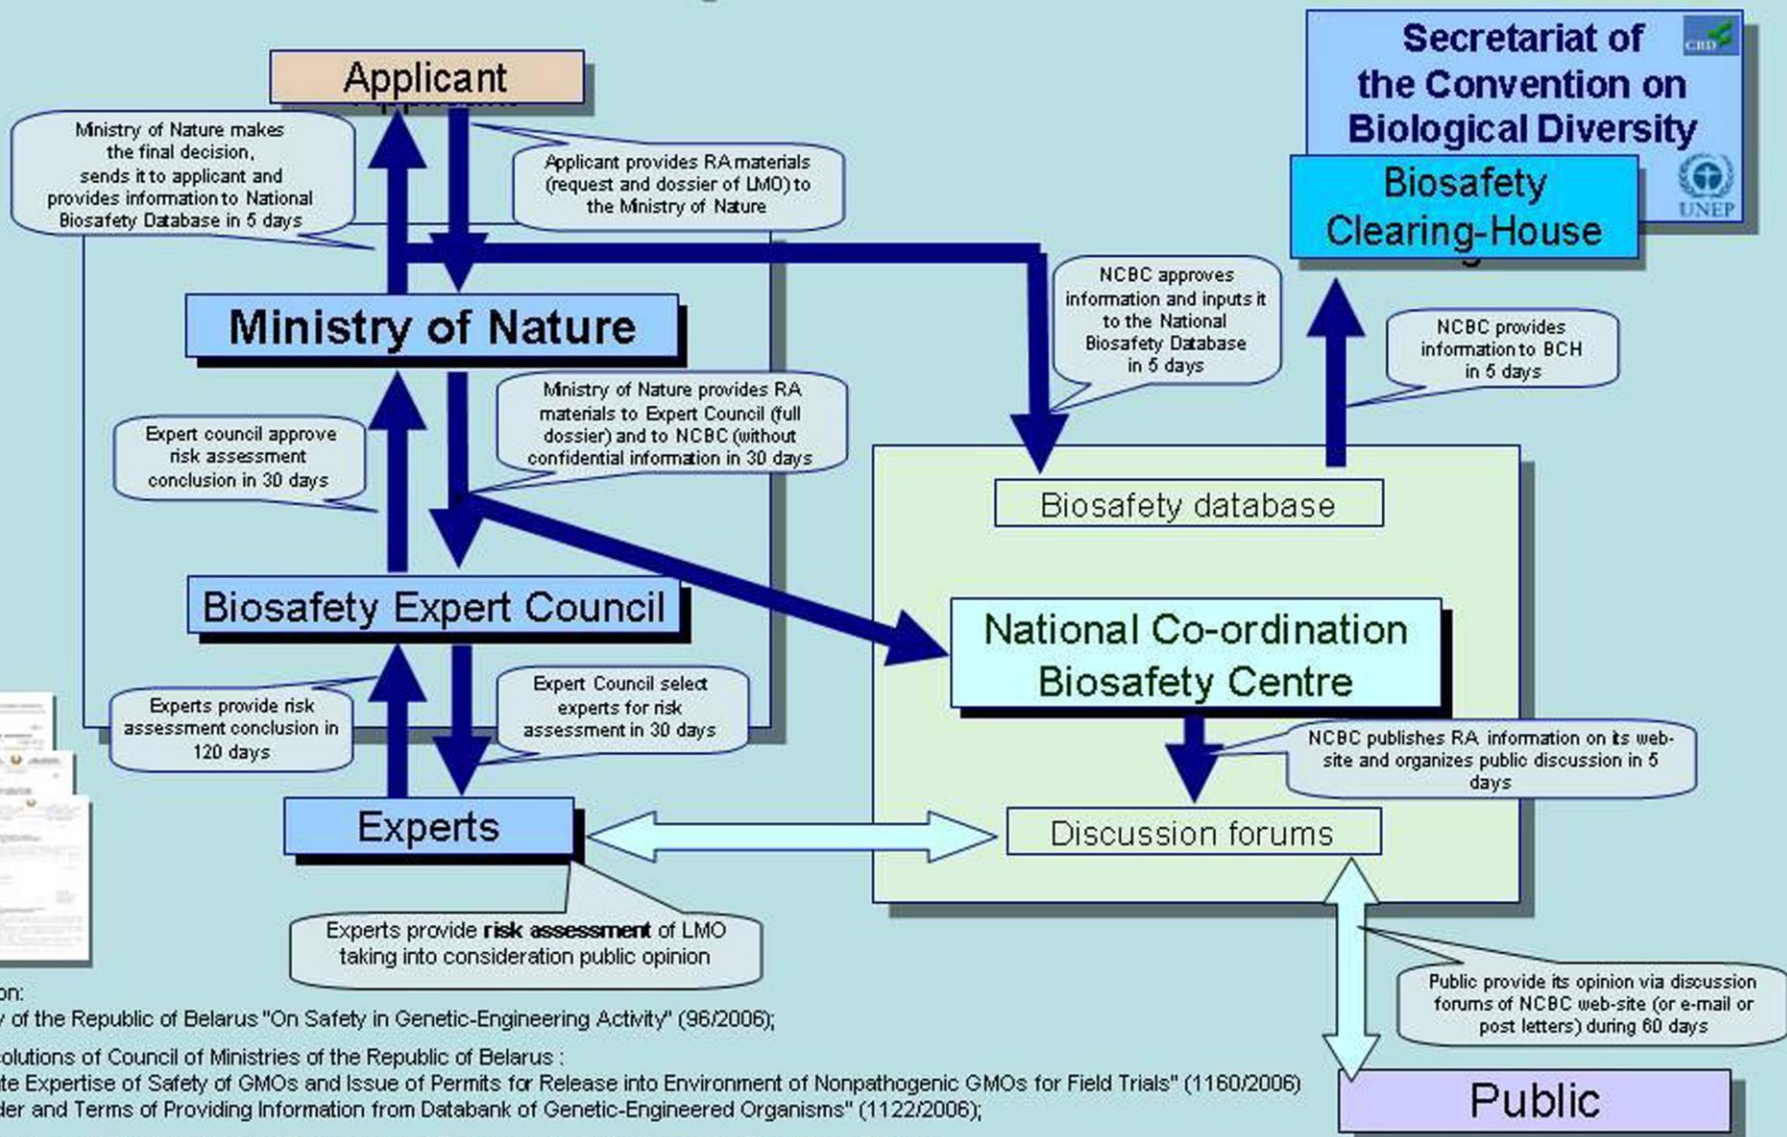 Applicant
Secretariat of
the Convention on
Biological Diversity
CBD
UNEP
Biosafety
Clearing-House
Ministry of Nature makes
the final decision,
sends it to applicant and
provides information to National
Biosafety Database in 5 days
Applicant provides RA materials
(request and dossier of LMO) to
the Ministry of Nature
Ministry of Nature
NCBC approves
information and inputs it
to the National
Biosafety Database
in 5 days
NCBC provides
information to BCH
in 5 days
Expert council approve
risk assessment
conclusion in 30 days
Ministry of Nature provides RA
materials to Expert Council (full
dossier) and to NCBC (without
confidential information in 30 days
Biosafety database
Biosafety Expert Council
National Co-ordination
Biosafety Centre
Experts provide risk
assessment conclusion in
120 days
Expert Council select
experts for risk
assessment in 30 days
NCBC publishes RA information on its web-
site and organizes public discussion in 5
days
Experts
Discussion forums
Experts provide risk assessment of LMO
taking into consideration public opinion
Public provide its opinion via discussion
forums of NCBC web-site (or e-mail or
post letters) during 60 days
Public
on:
of the Republic of Belarus "On Safety in Genetic-Engineering Activity" (96/2006);
olutions of Council of Ministries of the Republic of Belarus :
te Expertise of Safety of GMOs and Issue of Permits for Release into Environment of Nonpathogenic GMOs for Field Trials" (1160/2006)
der and Terms of Providing Information from Databank of Genetic-Engineered Organisms" (1122/2006);